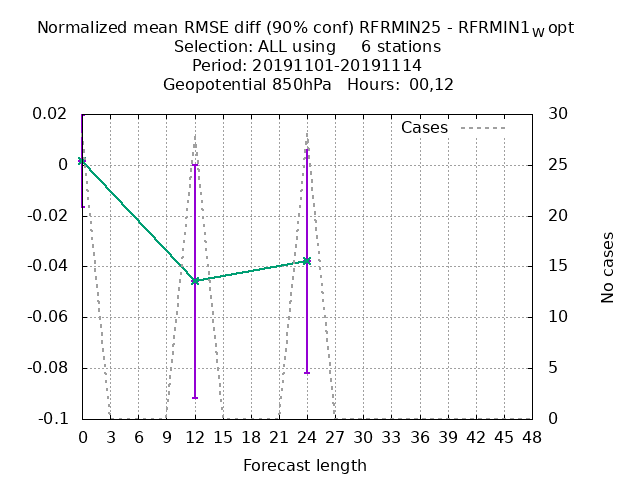 Normalized mean RMSE diff (90% conf) RFRMIN25 - RFRMIN1wopt
Selection: ALL using 6 stations
Period: 20191101-20191114
Geopotential 850hPa Hours: 00,12
Cases
0.02
0
-0.02
-0.04
-0.06
-0.08
-0.1
30
25
20
15
10
5
0
No cases
0 3 6 9 12 15 18 21 24 27 30 33 36 39 42 45 48
Forecast length